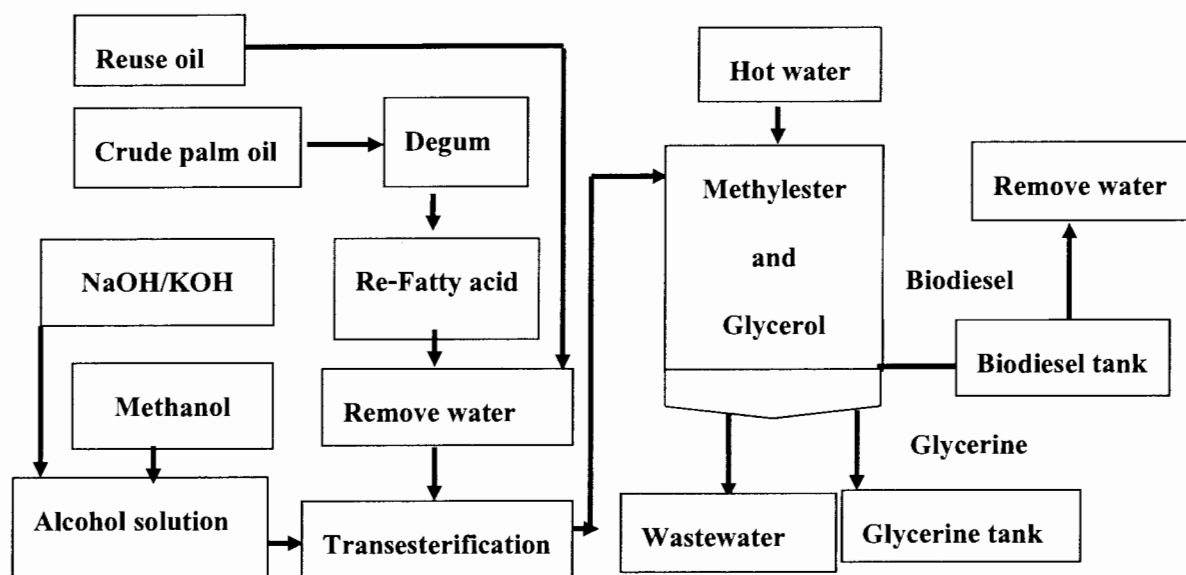 Reuse oil
Crude palm oil
Degum
Re-Fatty acid
NaOH/KOH
Methanol
Remove water
Alcohol solution
Transesterification
Hot water
Methylester
and
Glycerol
Remove water
Biodiesel
Biodiesel tank
Glycerine
Wastewater
Glycerine tank